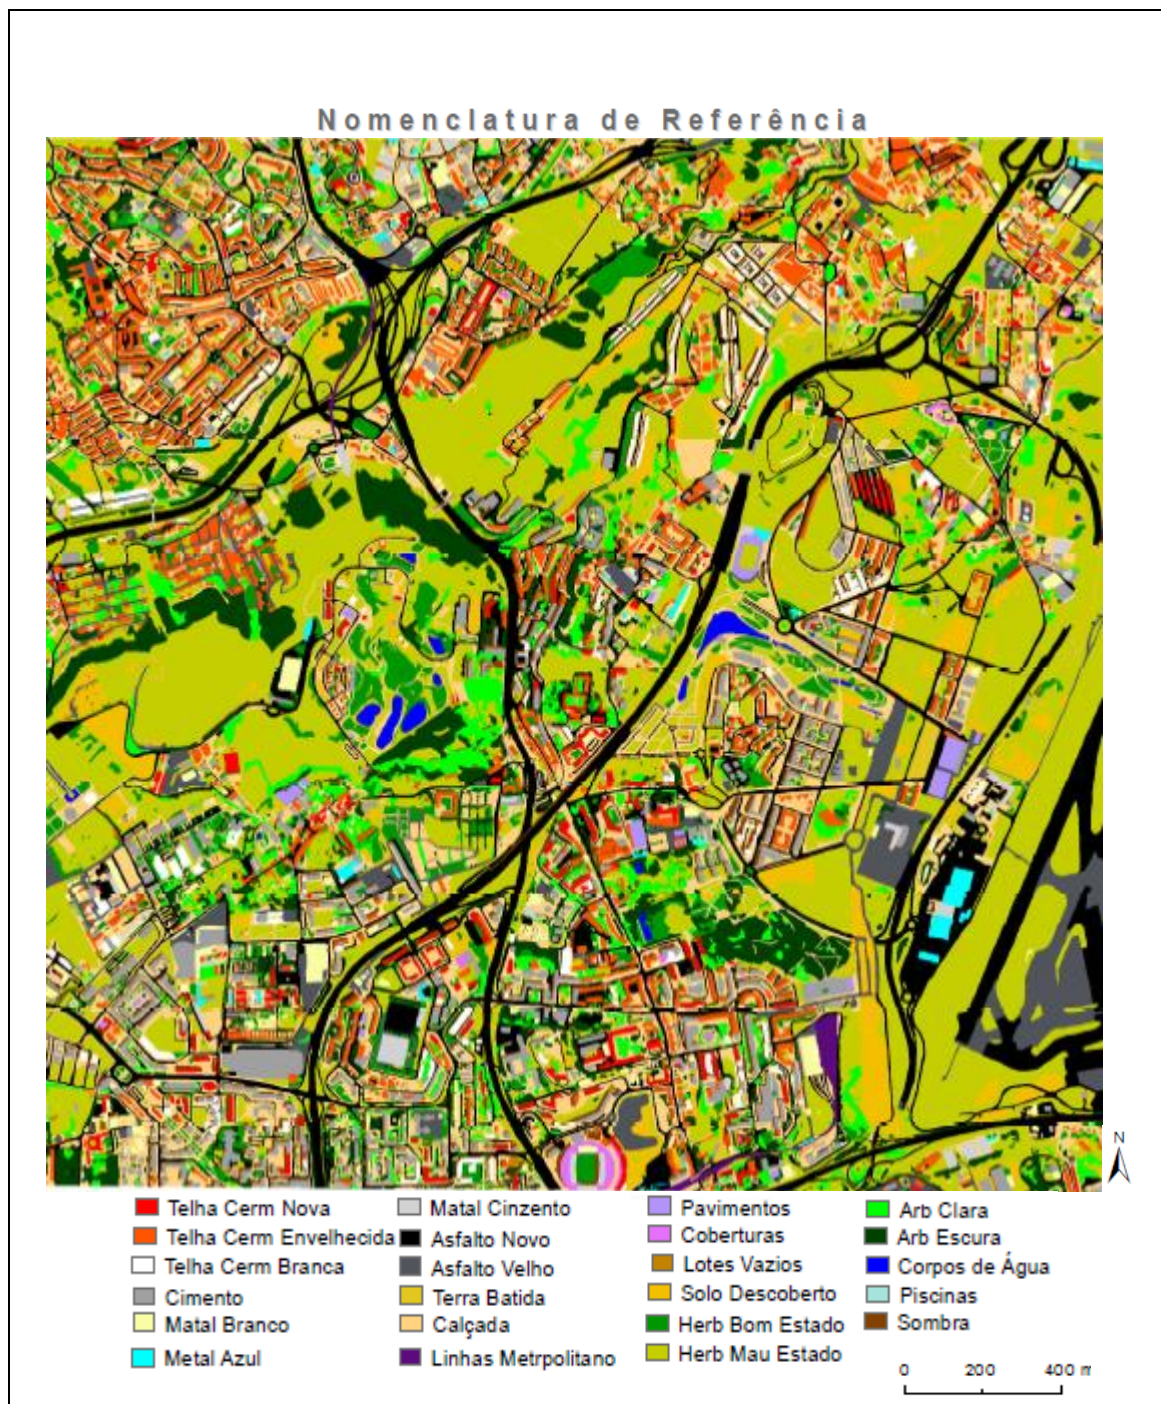 Nomenclatura de Referência
N
Telha Cerm Nova
Telha Cerm Envelhecida
Telha Cerm Branca
Cimento
Matal Branco
Metal Azul
Matal Cinzento
Asfalto Novo
Asfalto Velho
Terra Batida
Calçada
Linhas Metrpolitano
Pavimentos
Coberturas
Lotes Vazios
Solo Descoberto
Herb Bom Estado
Herb Mau Estado
Arb Clara
Arb Escura
Corpos de Água
Piscinas
Sombra
0 200 400 m